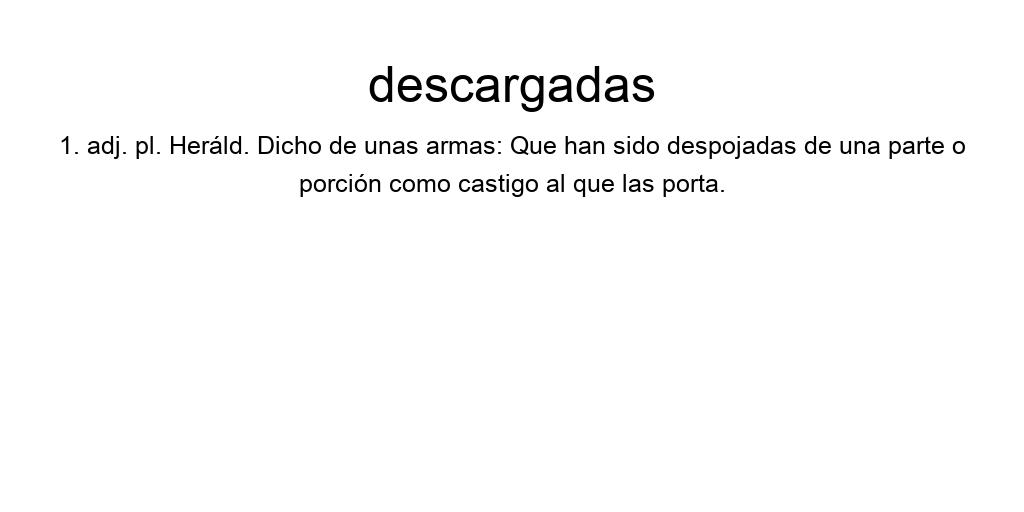 descargadas
1. adj. pl. Heráld. Dicho de unas armas: Que han sido despojadas de una parte o
porción como castigo al que las porta.